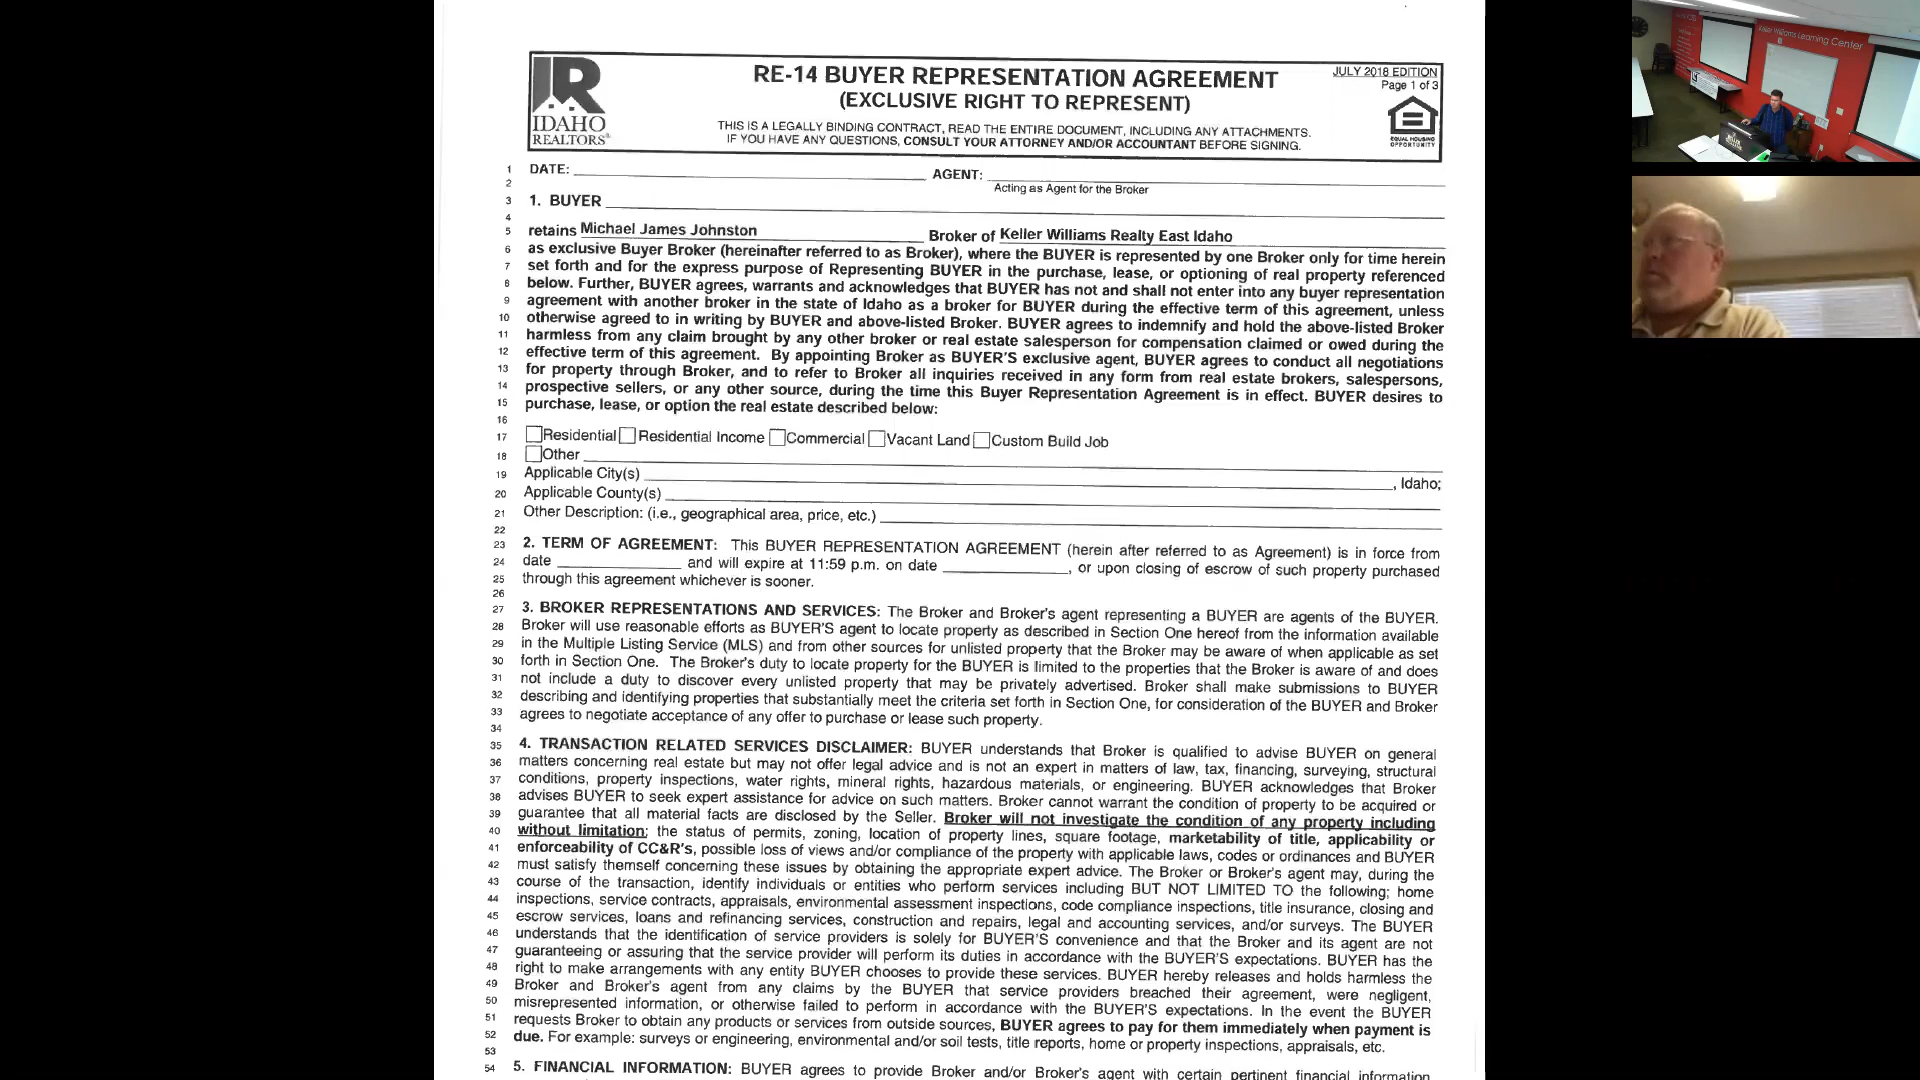 IDAHO
REALTORS®
RE-14 BUYER REPRESENTATION AGREEMENT
(EXCLUSIVE RIGHT TO REPRESENT)
THIS IS A LEGALLY BINDING CONTRACT, READ THE ENTIRE DOCUMENT, INCLUDING ANY ATTACHMENTS.
IF YOU HAVE ANY QUESTIONS, CONSULT YOUR ATTORNEY AND/OR ACCOUNTANT BEFORE SIGNING.
JULY 2018 EDITION
Page 1 of 3
EQUAL HOUSING
OPPORTUNITY
1 DATE: AGENT:
2 Acting as Agent for the Broker
3 1. BUYER
4
5 retains Michael James Johnston Broker of Keller Williams Realty East Idaho
6 as exclusive Buyer Broker (hereinafter referred to as Broker), where the BUYER is represented by one Broker only for time herein
7 set forth and for the express purpose of Representing BUYER in the purchase, lease, or optioning of real property referenced
8 below. Further, BUYER agrees, warrants and acknowledges that BUYER has not and shall not enter into any buyer representation
9 agreement with another broker in the state of Idaho as a broker for BUYER during the effective term of this agreement, unless
10 otherwise agreed to in writing by BUYER and above-listed Broker. BUYER agrees to indemnify and hold the above-listed Broker
11 harmless from any claim brought by any other broker or real estate salesperson for compensation claimed or owed during the
12 effective term of this agreement. By appointing Broker as BUYER'S exclusive agent, BUYER agrees to conduct all negotiations
13 for property through Broker, and to refer to Broker all inquiries received in any form from real estate brokers, salespersons,
14 prospective sellers, or any other source, during the time this Buyer Representation Agreement is in effect. BUYER desires to
15 purchase, lease, or option the real estate described below:
16
17 Residential Residential Income Commercial Vacant Land Custom Build Job
18 Other
19 Applicable City(s) , Idaho;
20 Applicable County(s)
21 Other Description: (i.e., geographical area, price, etc.)
22
23 2. TERM OF AGREEMENT: This BUYER REPRESENTATION AGREEMENT (herein after referred to as Agreement) is in force from
24 date and will expire at 11:59 p.m. on date , or upon closing of escrow of such property purchased
25 through this agreement whichever is sooner.
26
27 3. BROKER REPRESENTATIONS AND SERVICES: The Broker and Broker's agent representing a BUYER are agents of the BUYER.
28 Broker will use reasonable efforts as BUYER'S agent to locate property as described in Section One hereof from the information available
29 in the Multiple Listing Service (MLS) and from other sources for unlisted property that the Broker may be aware of when applicable as set
30 forth in Section One. The Broker's duty to locate property for the BUYER is limited to the properties that the Broker is aware of and does
31 not include a duty to discover every unlisted property that may be privately advertised. Broker shall make submissions to BUYER
32 describing and identifying properties that substantially meet the criteria set forth in Section One, for consideration of the BUYER and Broker
33 agrees to negotiate acceptance of any offer to purchase or lease such property.
34
35 4. TRANSACTION RELATED SERVICES DISCLAIMER: BUYER understands that Broker is qualified to advise BUYER on general
36 matters concerning real estate but may not offer legal advice and is not an expert in matters of law, tax, financing, surveying, structural
37 conditions, property inspections, water rights, mineral rights, hazardous materials, or engineering. BUYER acknowledges that Broker
38 advises BUYER to seek expert assistance for advice on such matters. Broker cannot warrant the condition of property to be acquired or
39 guarantee that all material facts are disclosed by the Seller. Broker will not investigate the condition of any property including
40 without limitation: the status of permits, zoning, location of property lines, square footage, marketability of title, applicability or
41 enforceability of CC&R's, possible loss of views and/or compliance of the property with applicable laws, codes or ordinances and BUYER
42 must satisfy themself concerning these issues by obtaining the appropriate expert advice. The Broker or Broker's agent may, during the
43 course of the transaction, identify individuals or entities who perform services including BUT NOT LIMITED TO the following; home
44 inspections, service contracts, appraisals, environmental assessment inspections, code compliance inspections, title insurance, closing and
45 escrow services, loans and refinancing services, construction and repairs, legal and accounting services, and/or surveys. The BUYER
46 understands that the identification of service providers is solely for BUYER'S convenience and that the Broker and its agent are not
47 guaranteeing or assuring that the service provider will perform its duties in accordance with the BUYER'S expectations. BUYER has the
48 right to make arrangements with any entity BUYER chooses to provide these services. BUYER hereby releases and holds harmless the
49 Broker and Broker's agent from any claims by the BUYER that service providers breached their agreement, were negligent,
50 misrepresented information, or otherwise failed to perform in accordance with the BUYER'S expectations. In the event the BUYER
51 requests Broker to obtain any products or services from outside sources, BUYER agrees to pay for them immediately when payment is
52 due. For example: surveys or engineering, environmental and/or soil tests, title reports, home or property inspections, appraisals, etc.
53
54 5. FINANCIAL INFORMATION: BUYER agrees to provide Broker and/or Broker's agent with certain pertinent financial information
Keller Williams Learning Center